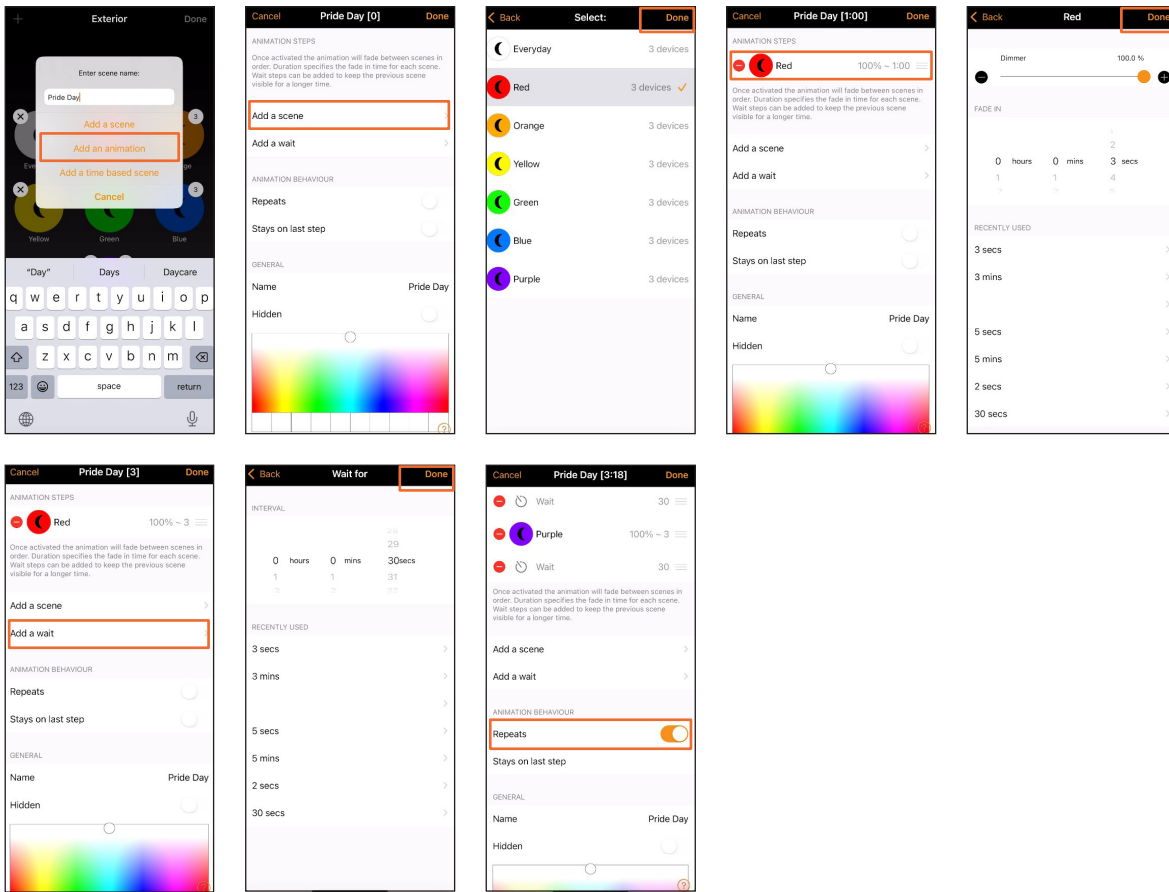 Exterior
Done
Enter scene name:
Pride Day
Add a scene
Add an animation
Add a time based scene
Cancel
3
3
Yellow
Green
Blue
"Day"
Days
Daycare
q w e r t y u i o p
a s d f g h j k l
z x c v b n m
123
space
return
Cancel
Pride Day [0]
Done
ANIMATION STEPS
Once activated the animation will fade between scenes in
order. Duration specifies the fade in time for each scene.
Wait steps can be added to keep the previous scene
visible for a longer time.
Add a scene
Add a wait
ANIMATION BEHAVIOUR
Repeats
Stays on last step
GENERAL
Name
Pride Day
Hidden
?
Back
Select:
Done
Everyday
3 devices
Red
3 devices
Orange
3 devices
Yellow
3 devices
Green
3 devices
Blue
3 devices
Purple
3 devices
Cancel
Pride Day [1:00]
Done
ANIMATION STEPS
Red
100% ~ 1:00
Once activated the animation will fade between scenes in
order. Duration specifies the fade in time for each scene.
Wait steps can be added to keep the previous scene
visible for a longer time.
Add a scene
Add a wait
ANIMATION BEHAVIOUR
Repeats
Stays on last step
GENERAL
Name
Pride Day
Hidden
Back
Red
Done
Dimmer
100.0 %
FADE IN
2
0 hours 0 mins 3 secs
1 1 4
RECENTLY USED
3 secs
3 mins
5 secs
5 mins
2 secs
30 secs
Cancel
Pride Day [3]
Done
ANIMATION STEPS
Red
100% ~ 3
Once activated the animation will fade between scenes in
order. Duration specifies the fade in time for each scene.
Wait steps can be added to keep the previous scene
visible for a longer time.
Add a scene
Add a wait
ANIMATION BEHAVIOUR
Repeats
Stays on last step
GENERAL
Name
Pride Day
Hidden
Back
Wait for
Done
INTERVAL
28
29
0 hours 0 mins 30secs
1 1 31
RECENTLY USED
3 secs
3 mins
5 secs
5 mins
2 secs
30 secs
Cancel
Pride Day [3:18]
Done
Wait
30
Purple
100% ~ 3
Wait
30
Once activated the animation will fade between scenes in
order. Duration specifies the fade in time for each scene.
Wait steps can be added to keep the previous scene
visible for a longer time.
Add a scene
Add a wait
ANIMATION BEHAVIOUR
Repeats
Stays on last step
GENERAL
Name
Pride Day
Hidden
?